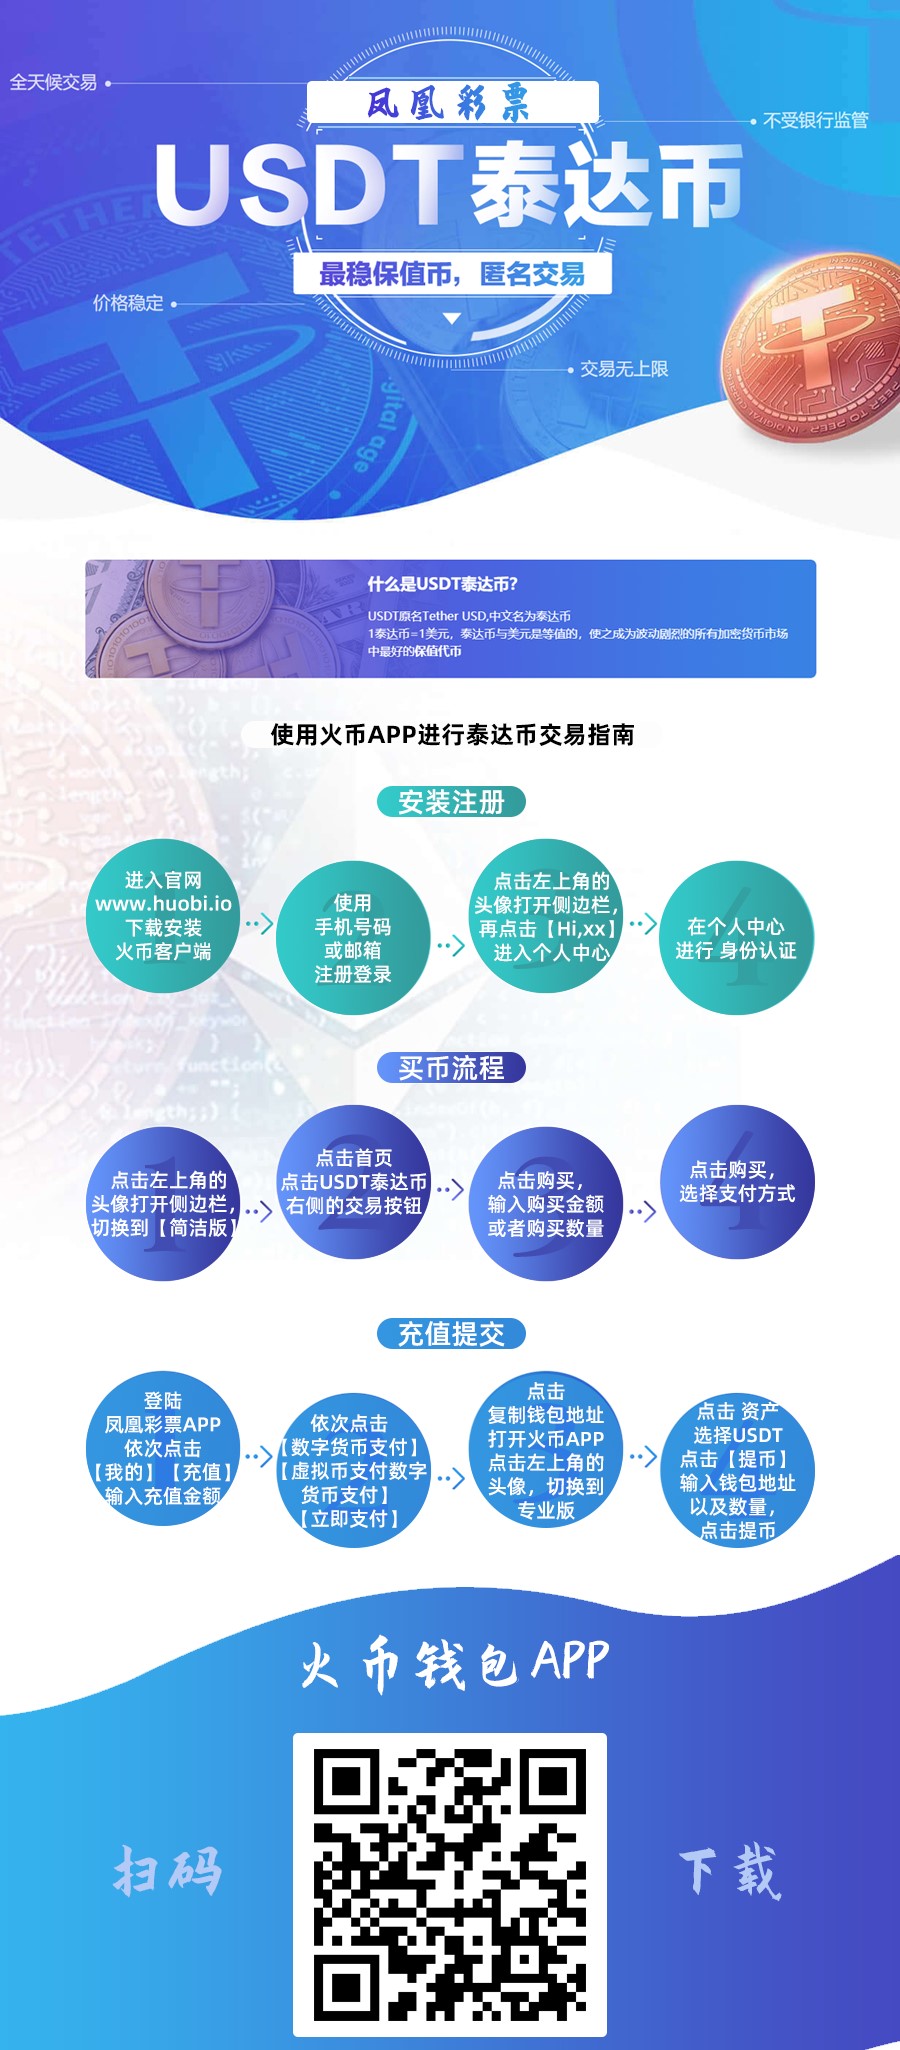 全天候交易
凤凰彩票
不受银行监管
USDT泰达币
最稳保值币，匿名交易
价格稳定
交易无上限
TETHER
digital age
PEER TO PEER
什么是USDT泰达币？
USDT原名Tether USD,中文名为泰达币
1泰达币=1美元，泰达币与美元是等值的，使之成为波动剧烈的所有加密货币市场
中最好的保值代币
使用火币APP进行泰达币交易指南
安装注册
进入官网
www.huobi.io
下载安装
火币客户端
使用
手机号码
或邮箱
注册登录
点击左上角的
头像打开侧边栏，
再点击【Hi,xx】
进入个人中心
在个人中心
进行 身份认证
买币流程
点击左上角的
头像打开侧边栏，
切换到【简洁版】
点击首页
点击USDT泰达币
右侧的交易按钮
点击购买，
输入购买金额
或者购买数量
点击购买，
选择支付方式
充值提交
登陆
凤凰彩票APP
依次点击
【我的】【充值】
输入充值金额
依次点击
【数字货币支付】
【虚拟币支付数字
货币支付】
【立即支付】
点击
复制钱包地址
打开火币APP
点击左上角的
头像，切换到
专业版
点击 资产
选择USDT
点击【提币】
输入钱包地址
以及数量，
点击提币
火币钱包APP
扫码
下载